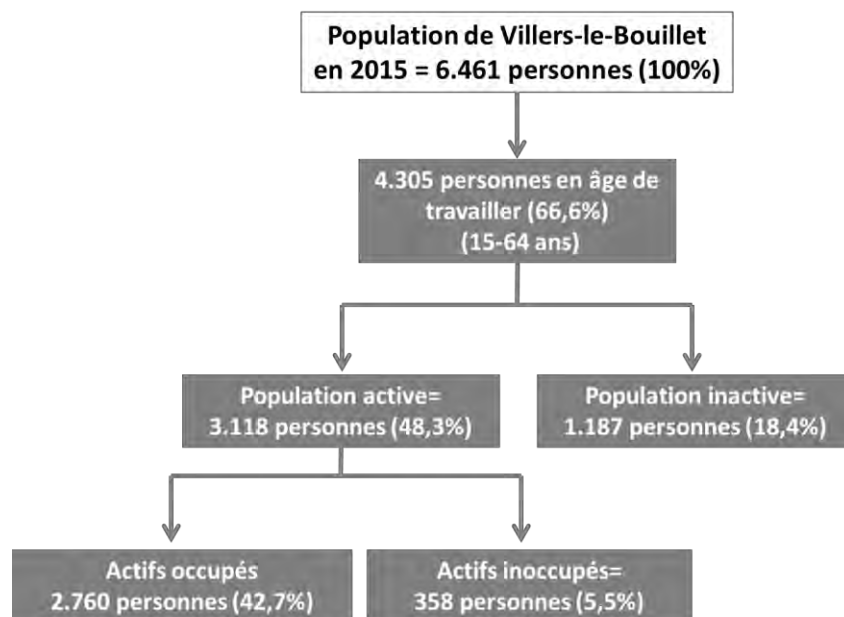 Population de Villers-le-Bouillet
en 2015 = 6.461 personnes (100%)
4.305 personnes en âge de
travailler (66,6%)
(15-64 ans)
Population active=
3.118 personnes (48,3%)
Population inactive=
1.187 personnes (18,4%)
Actifs occupés
2.760 personnes (42,7%)
Actifs inoccupés=
358 personnes (5,5%)